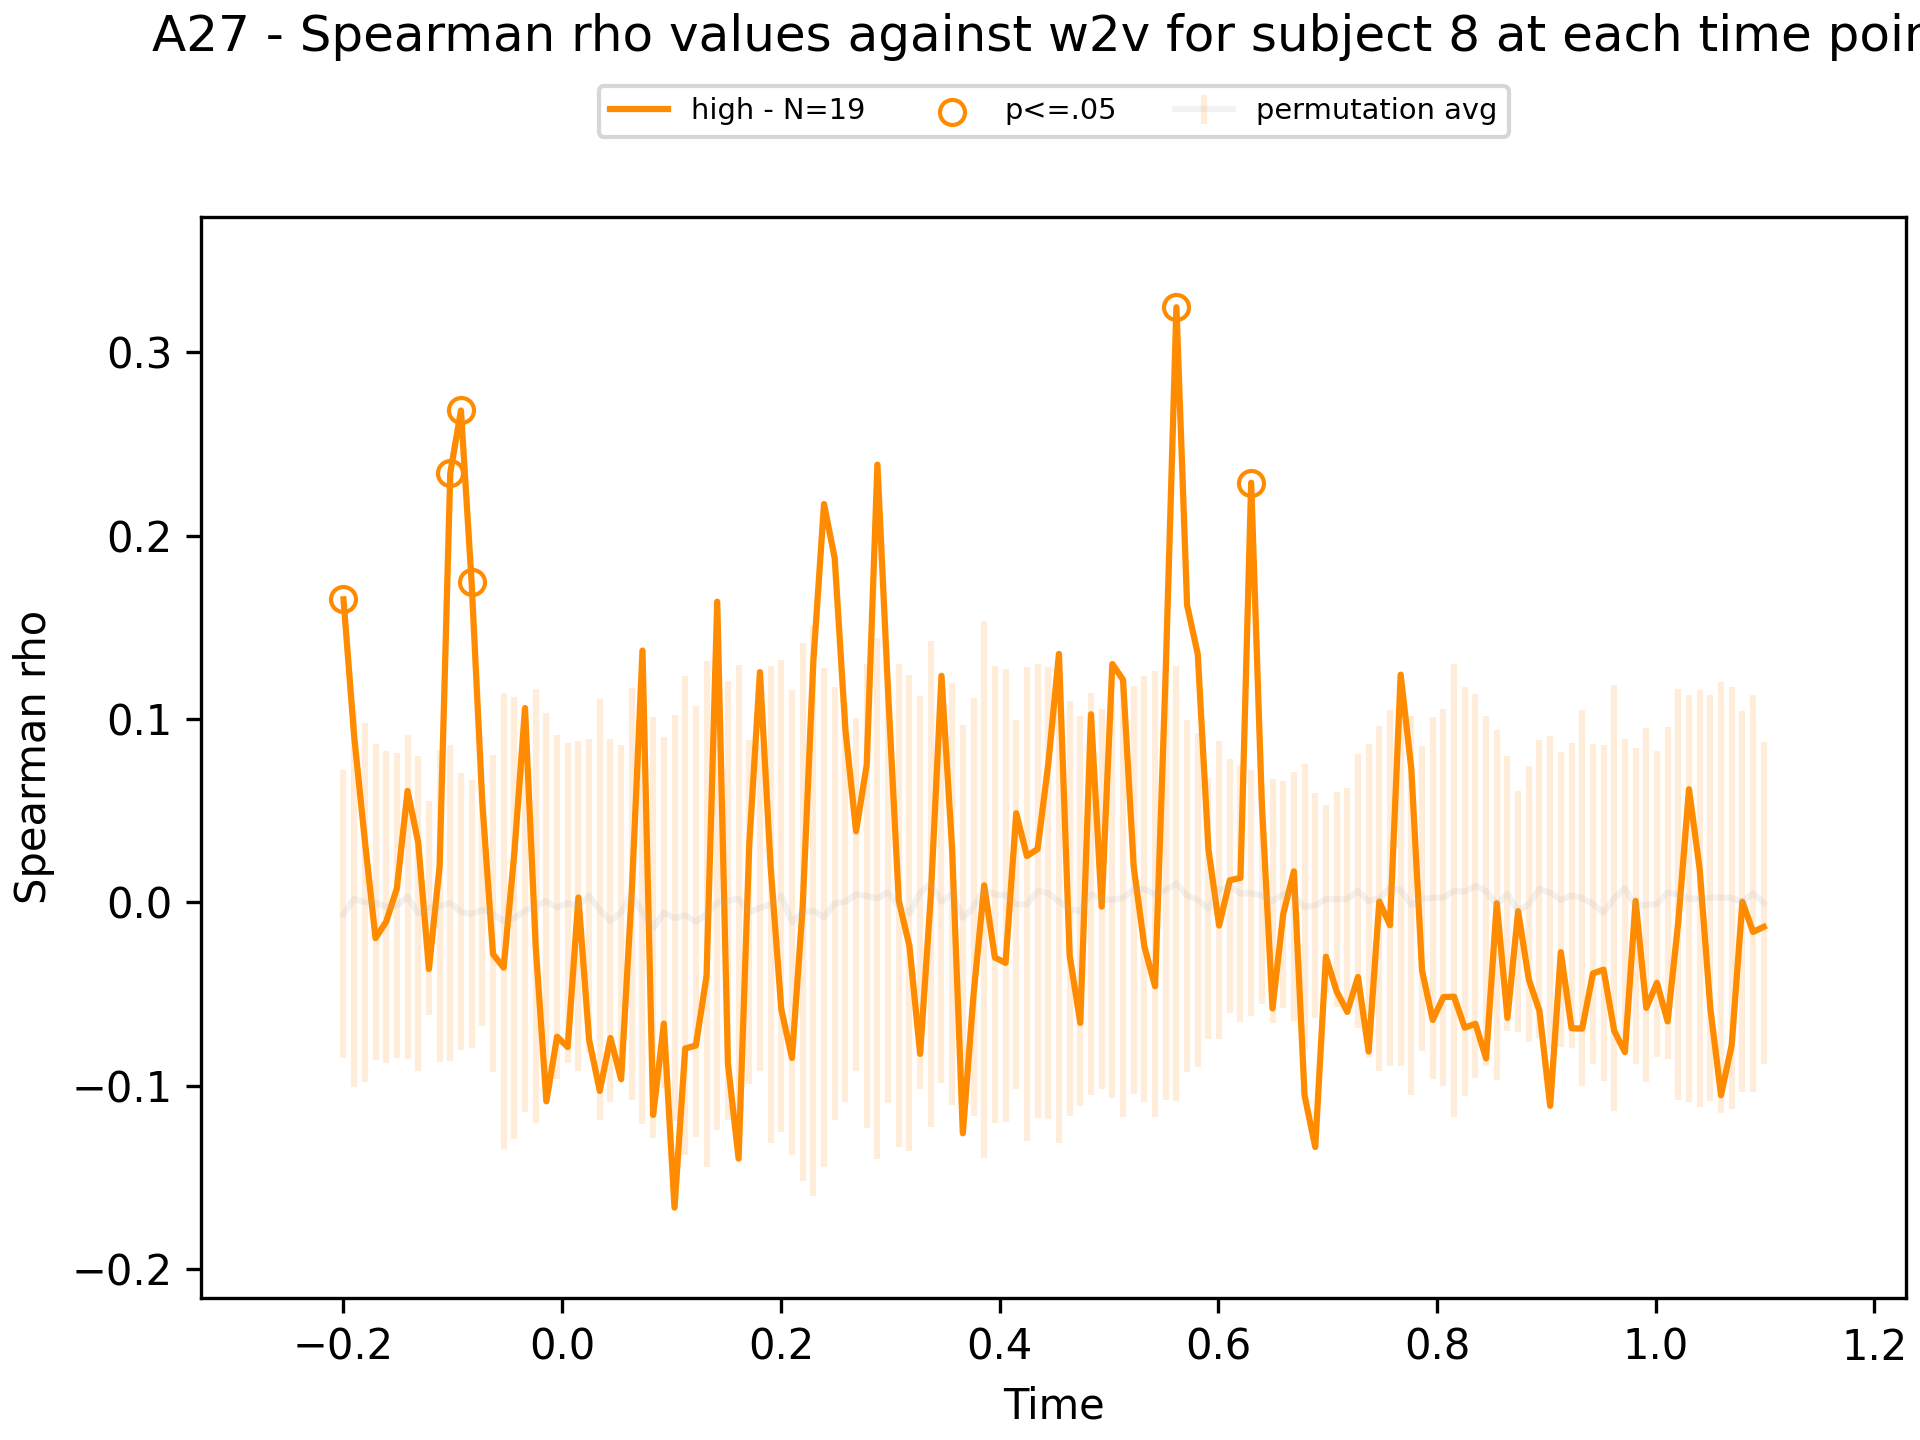 A27 - Spearman rho values against w2v for subject 8 at each time poin
high - N=19 p<=.05 permutation avg
0.3
0.2
0.1
0.0
−0.1
−0.2
Spearman rho
−0.2 0.0 0.2 0.4 0.6 0.8 1.0 1.2
Time